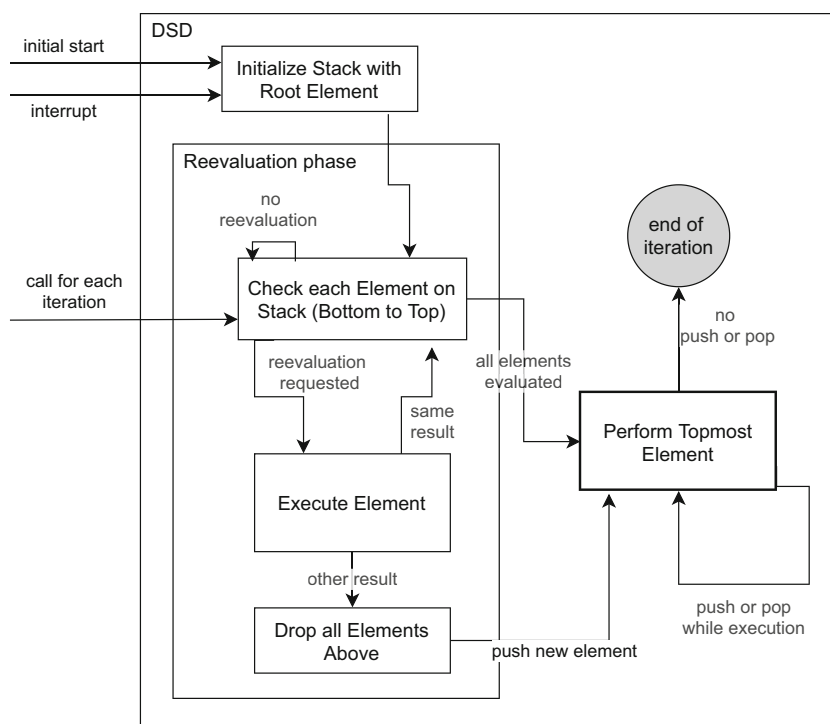 DSD
initial start
Initialize Stack with
Root Element
interrupt
Reevaluation phase
no
reevaluation
end of
iteration
call for each
iteration
Check each Element on
Stack (Bottom to Top)
no
push or pop
reevaluation
requested
all elements
evaluated
same
result
Perform Topmost
Element
Execute Element
other result
push or pop
while execution
Drop all Elements
Above
push new element